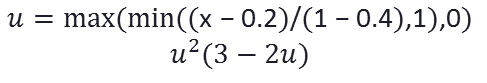 u = max(min((x – 0.2)/(1 – 0.4),1),0)
u²(3 – 2u)